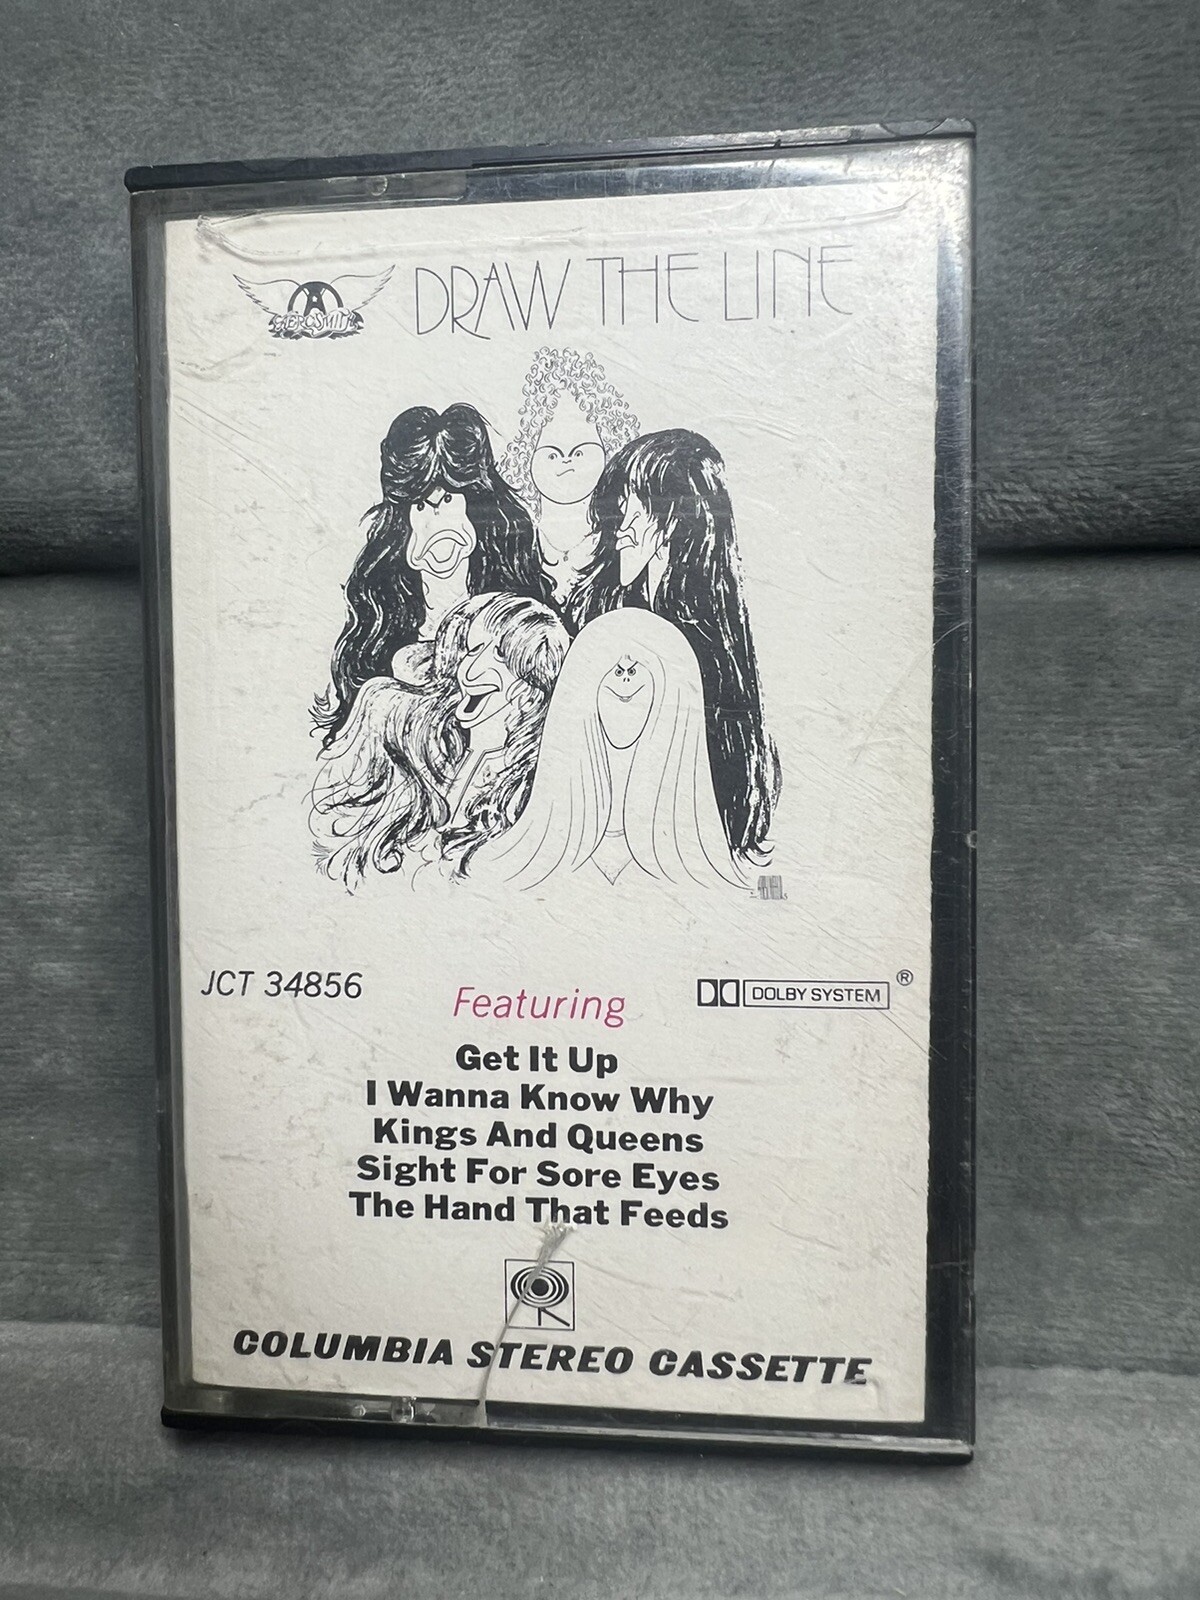 AEROSMITH
DRAW THE LINE
JCT 34856
Featuring
DOLBY SYSTEM ®
Get It Up
I Wanna Know Why
Kings And Queens
Sight For Sore Eyes
The Hand That Feeds
COLUMBIA STEREO CASSETTE